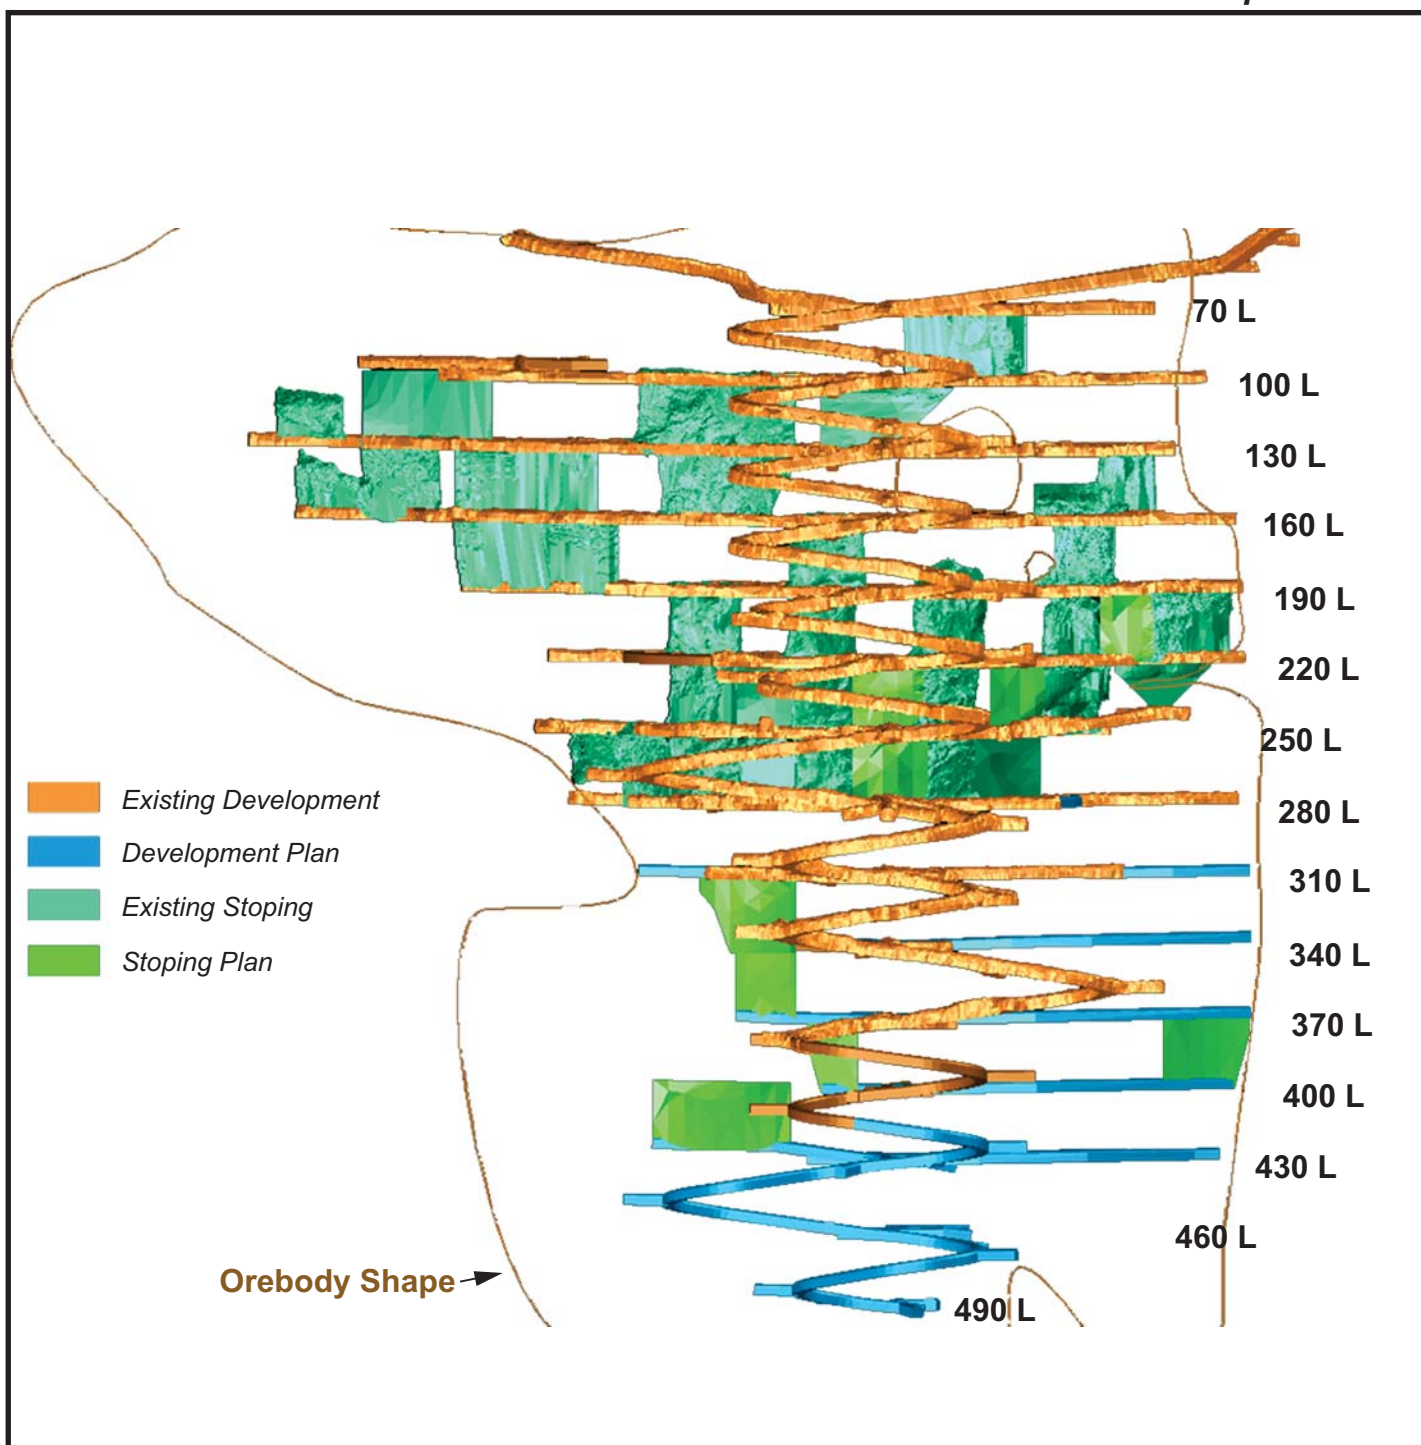 70 L
100 L
130 L
160 L
190 L
220 L
250 L
280 L
310 L
340 L
370 L
400 L
430 L
460 L
490 L
Existing Development
Development Plan
Existing Stoping
Stoping Plan
Orebody Shape